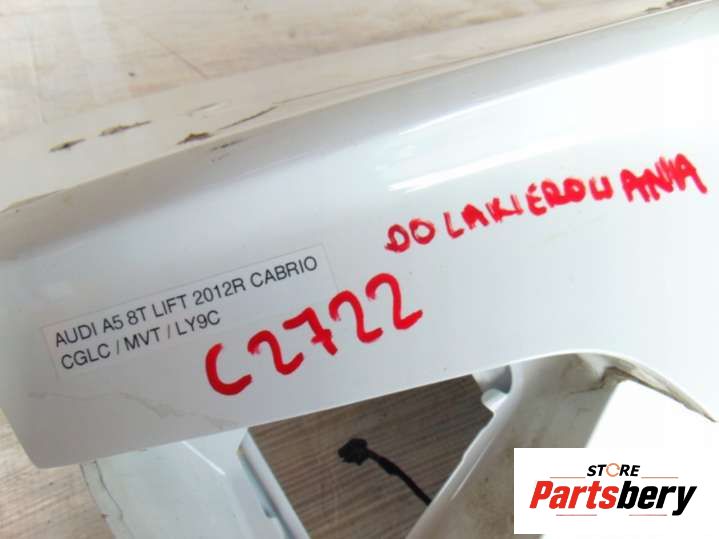 DO LAKIEROWANIA
AUDI A5 8T LIFT 2012R CABRIO
CGLC / MVT / LY9C
C2722
STORE
Partsbery